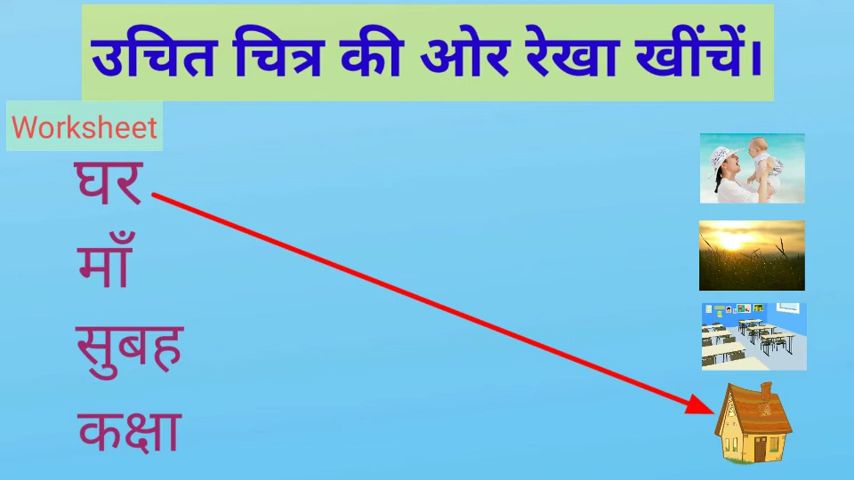 उचित चित्र की ओर रेखा खींचें।
Worksheet
घर
माँ
सुबह
कक्षा